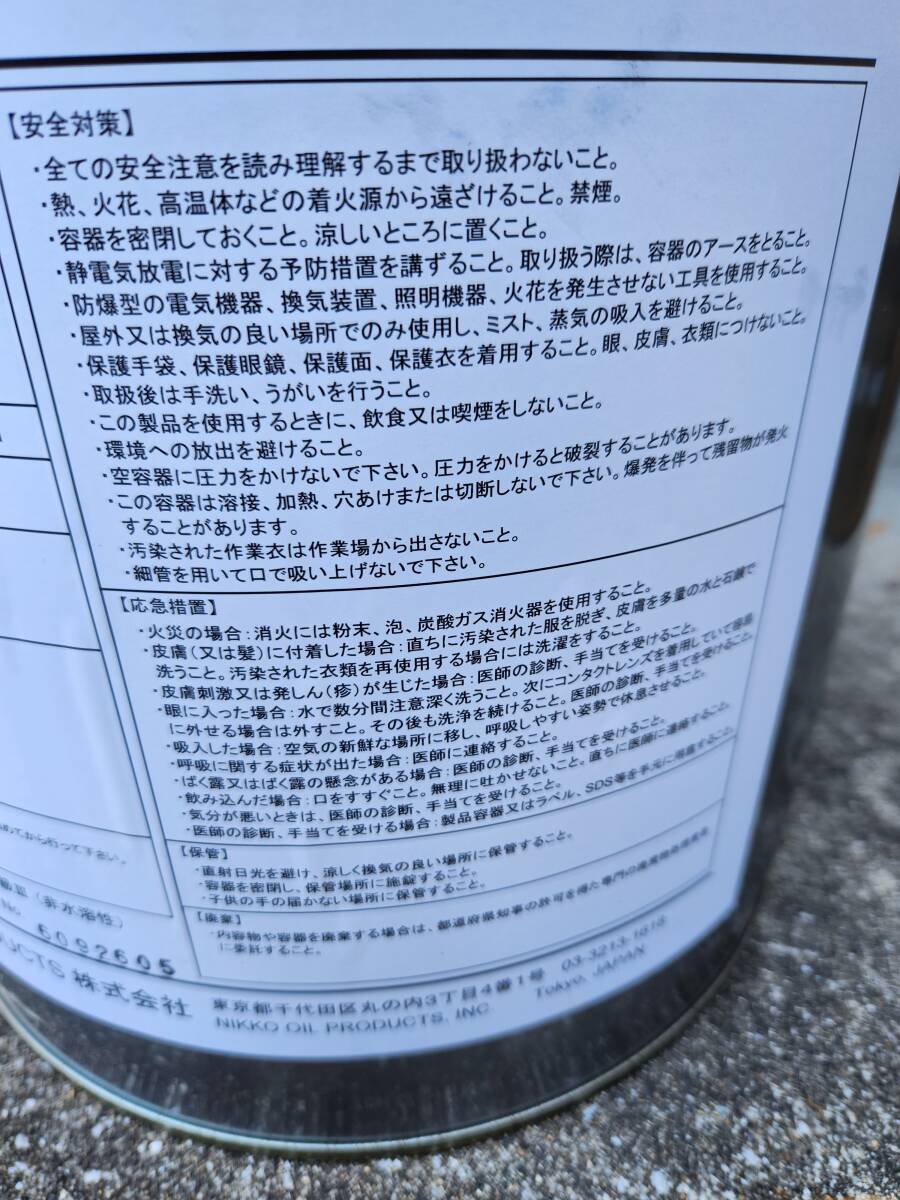 【安全対策】
・全ての安全注意を読み理解するまで取り扱わないこと。
・熱、火花、高温体などの着火源から遠ざけること。禁煙。
・容器を密閉しておくこと。涼しいところに置くこと。
・静電気放電に対する予防措置を講ずること。取り扱う際は、容器のアースをとること。
・防爆型の電気機器、換気装置、照明機器、火花を発生させない工具を使用すること。
・屋外又は換気の良い場所でのみ使用し、ミスト、蒸気の吸入を避けること。
・保護手袋、保護眼鏡、保護面、保護衣を着用すること。眼、皮膚、衣類につけないこと。
・取扱後は手洗い、うがいを行うこと。
・この製品を使用するときに、飲食又は喫煙をしないこと。
・環境への放出を避けること。
・空容器に圧力をかけないで下さい。圧力をかけると破裂することがあります。
・この容器は溶接、加熱、穴あけまたは切断しないで下さい。爆発を伴って残留物が発火
することがあります。
・汚染された作業衣は作業場から出さないこと。
・細管を用いて口で吸い上げないで下さい。
【応急措置】
・火災の場合:消火には粉末、泡、炭酸ガス消火器を使用すること。
・皮膚(又は髪)に付着した場合:直ちに汚染された服を脱ぎ、皮膚を多量の水と石鹸で
洗うこと。汚染された衣類を再使用する場合には洗濯をすること。
・皮膚刺激又は発しん(疹)が生じた場合:医師の診断、手当てを受けること。
・眼に入った場合:水で数分間注意深く洗うこと。次にコンタクトレンズを着用していて容易
に外せる場合は外すこと。その後も洗浄を続けること。医師の診断、手当てを受けること。
・吸入した場合:空気の新鮮な場所に移し、呼吸しやすい姿勢で休息させること。
・呼吸に関する症状が出た場合:医師に連絡すること。
・ばく露又はばく露の懸念がある場合:医師の診断、手当てを受けること。
・飲み込んだ場合:口をすすぐこと。無理に吐かせないこと。直ちに医師に連絡すること。
・気分が悪いときは、医師の診断、手当てを受けること。
・医師の診断、手当てを受ける場合:製品容器又はラベル、SDS等を手元に用意すること。
【保管】
・直射日光を避け、涼しく換気の良い場所に保管すること。
・容器を密閉し、保管場所に施錠すること。
・子供の手の届かない場所に保管すること。
【廃棄】
・内容物や容器を廃棄する場合は、都道府県知事の許可を得た専門の廃棄物処理業者
に委託すること。
めてから行って下さい。
(非水溶性)
No. 6092605
UCTS 株式会社 東京都千代田区丸の内3丁目4番1号 03-3213-1615
NIKKO OIL PRODUCTS, INC. Tokyo, JAPAN